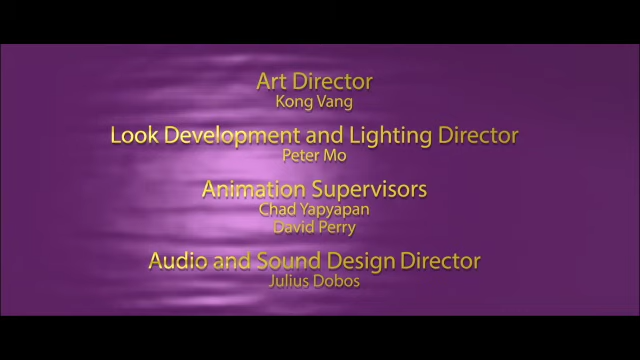 Art Director
Kong Vang
Look Development and Lighting Director
Peter Mo
Animation Supervisors
Chad Yapyapan
David Perry
Audio and Sound Design Director
Julius Dobos